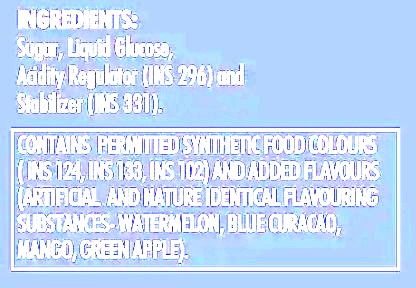 INGREDIENTS:
Sugar, Liquid Glucose,
Acidity Regulator (INS 296) and
Stabilizer (INS 331).
CONTAINS PERMITTED SYNTHETIC FOOD COLOURS
( INS 124, INS 133, INS 102) AND ADDED FLAVOURS
(ARTIFICIAL AND NATURE IDENTICAL FLAVOURING
SUBSTANCES- WATERMELON, BLUE CURACAO,
MANGO, GREEN APPLE).